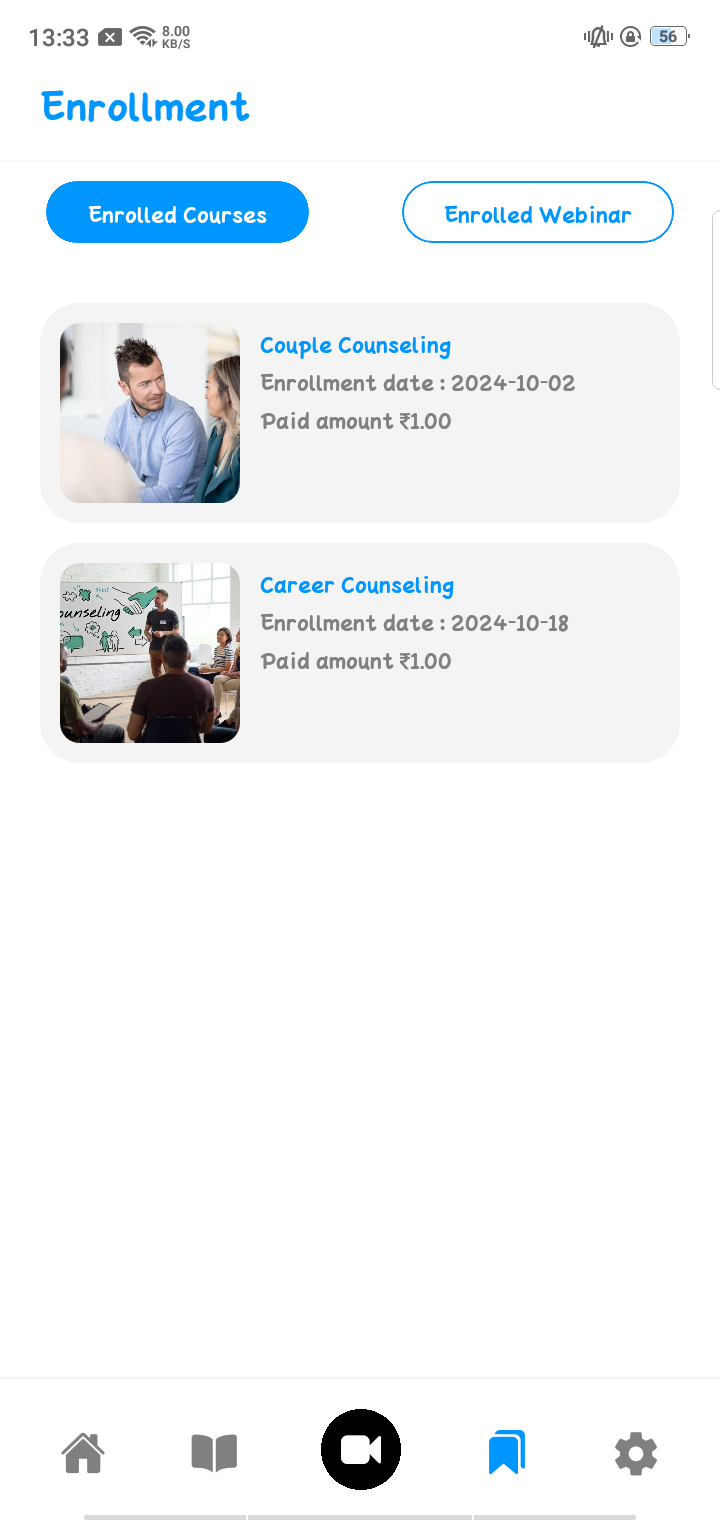 13:33 8.00 KB/S 56
Enrollment
Enrolled Courses Enrolled Webinar
Couple Counseling
Enrollment date : 2024-10-02
Paid amount ₹1.00
ounseling
Career Counseling
Enrollment date : 2024-10-18
Paid amount ₹1.00